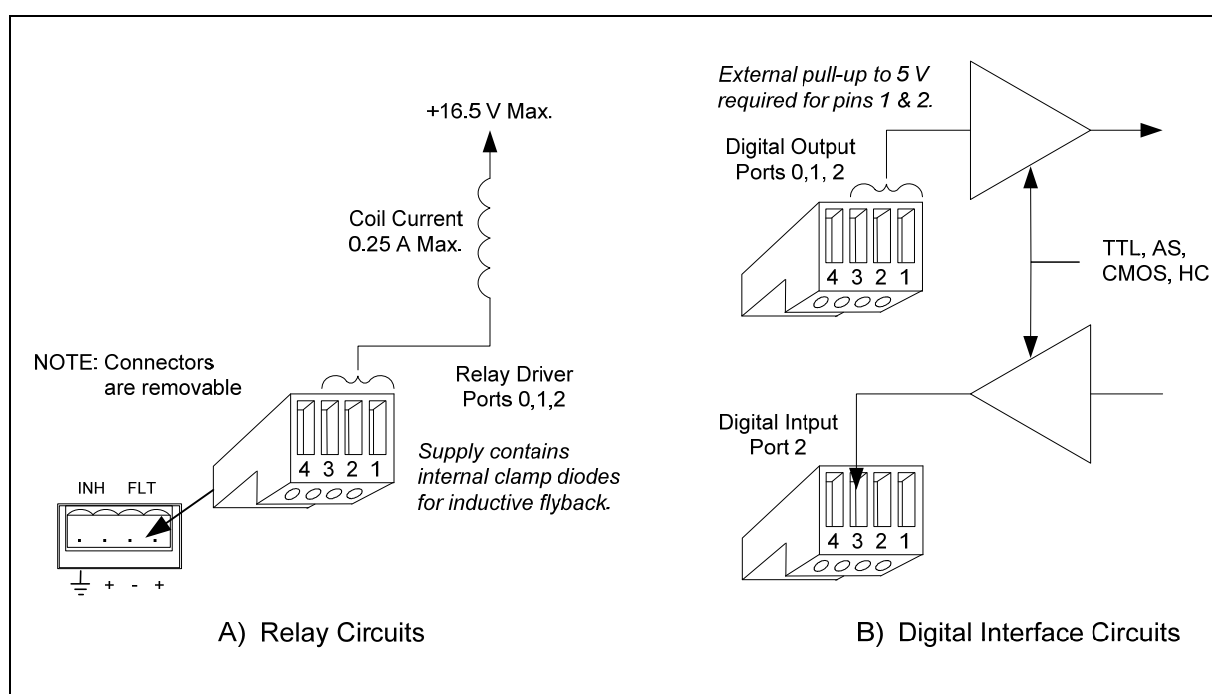 +16.5 V Max.
Coil Current
0.25 A Max.
NOTE: Connectors
are removable
Relay Driver
Ports 0,1,2
4 3 2 1
Supply contains
internal clamp diodes
for inductive flyback.
INH FLT
+ - +
A) Relay Circuits
External pull-up to 5 V
required for pins 1 & 2.
Digital Output
Ports 0,1, 2
4 3 2 1
TTL, AS,
CMOS, HC
Digital Intput
Port 2
4 3 2 1
B) Digital Interface Circuits